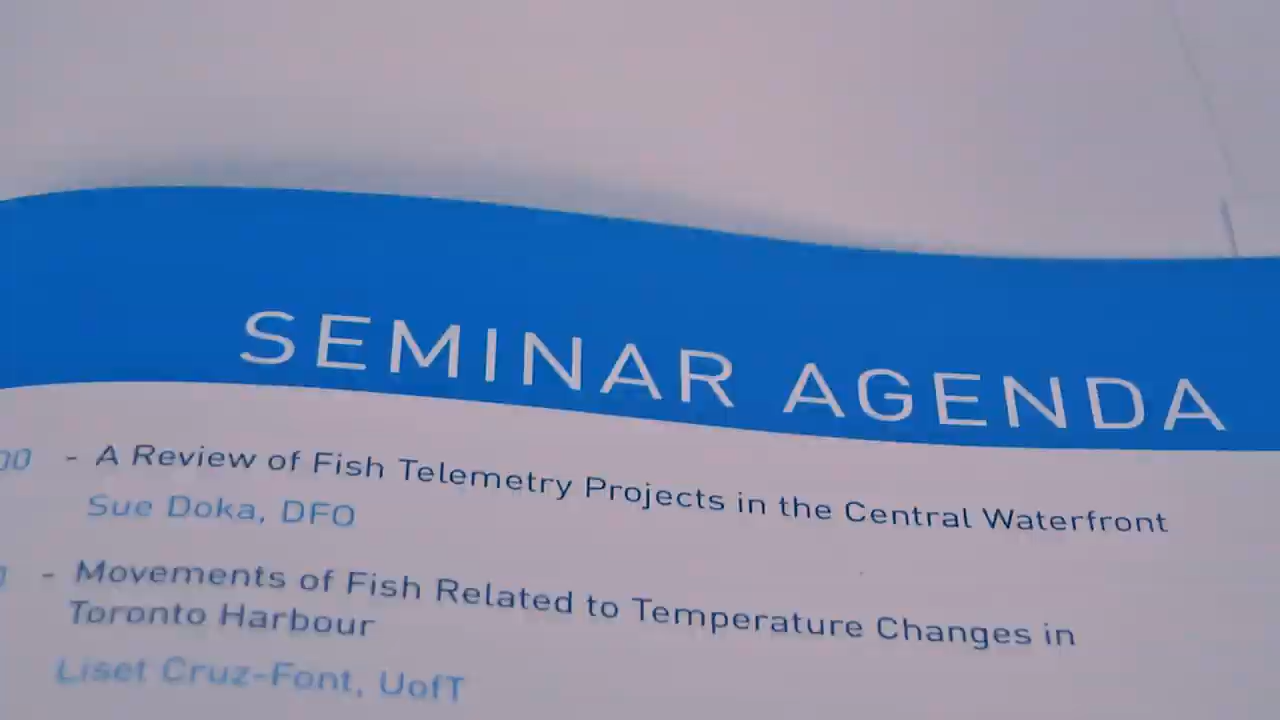 SEMINAR AGENDA
00 - A Review of Fish Telemetry Projects in the Central Waterfront
Sue Doka, DFO
- Movements of Fish Related to Temperature Changes in
Toronto Harbour
Liset Cruz-Font, UofT